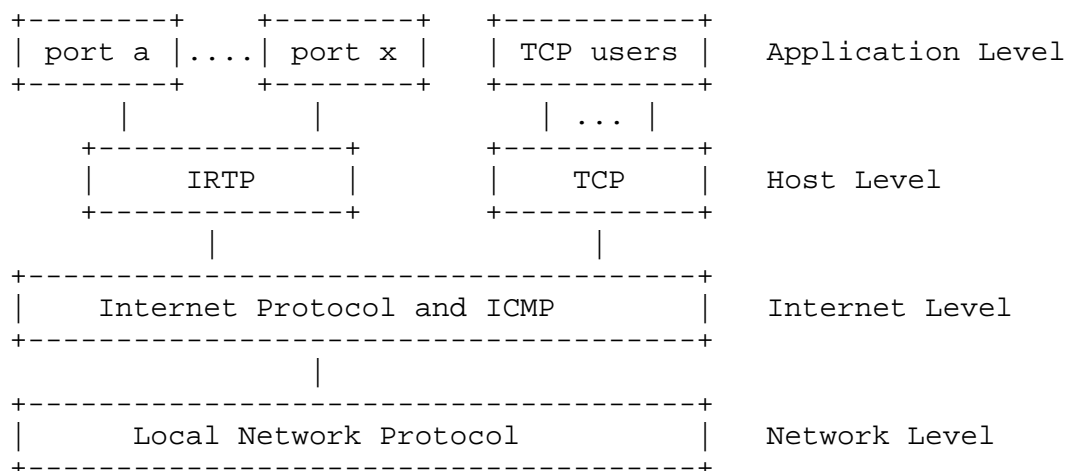 +--------+     +--------+    +-----------+
| port a |....| port x |    | TCP users |    Application Level
+--------+     +--------+    +-----------+
|             |                | ... |
+--------------+         +-----------+
|     IRTP     |         |    TCP    |    Host Level
+--------------+         +-----------+
|                         |
+--------------------------------------+
|    Internet Protocol and ICMP        |    Internet Level
+--------------------------------------+
|
+--------------------------------------+
|      Local Network Protocol          |    Network Level
+--------------------------------------+